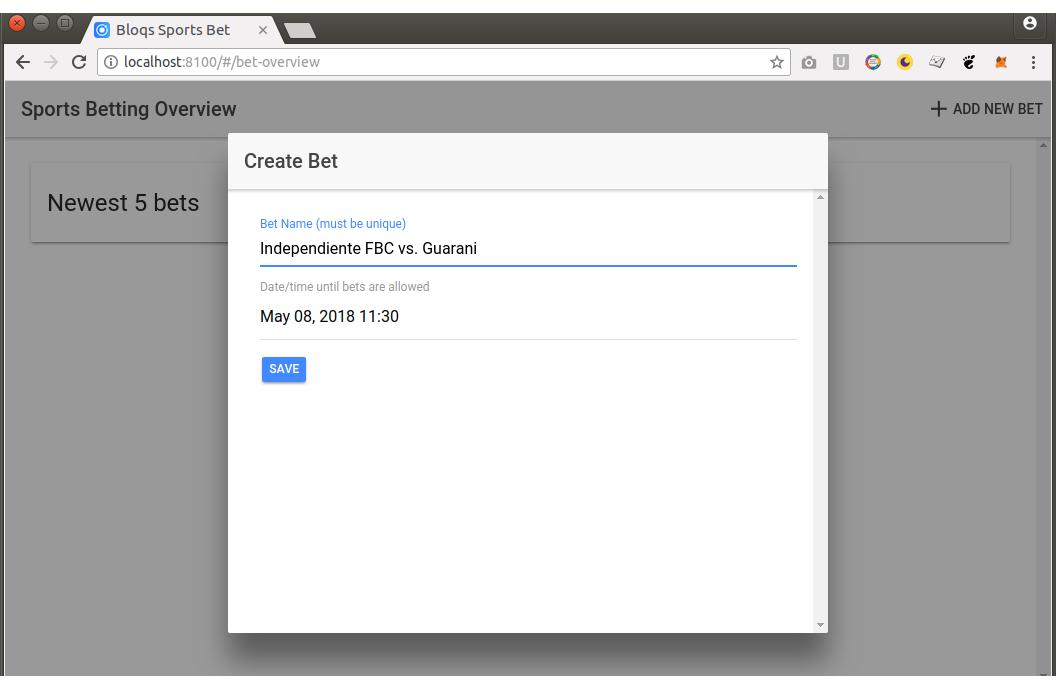 Bloqs Sports Bet
localhost:8100/#/bet-overview
Sports Betting Overview
ADD NEW BET
Newest 5 bets
Create Bet
Bet Name (must be unique)
Independiente FBC vs. Guarani
Date/time until bets are allowed
May 08, 2018 11:30
SAVE